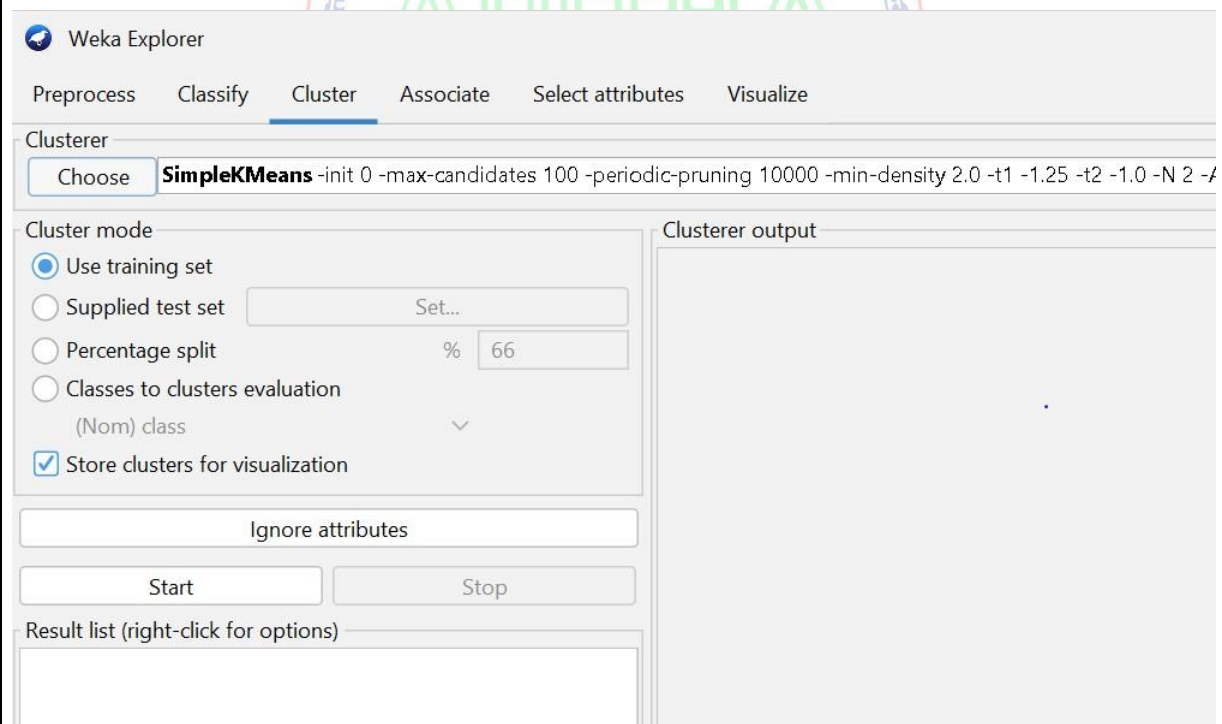 Weka Explorer
Preprocess Classify Cluster Associate Select attributes Visualize
Clusterer
Choose SimpleKMeans -init 0 -max-candidates 100 -periodic-pruning 10000 -min-density 2.0 -t1 -1.25 -t2 -1.0 -N 2 -A
Cluster mode
Use training set
Supplied test set Set...
Percentage split % 66
Classes to clusters evaluation
(Nom) class
Store clusters for visualization
Ignore attributes
Start Stop
Result list (right-click for options)
Clusterer output